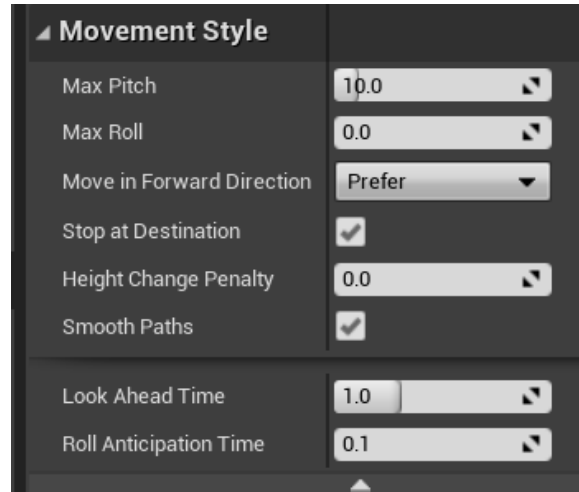 Movement Style
Max Pitch 10.0
Max Roll 0.0
Move in Forward Direction Prefer
Stop at Destination
Height Change Penalty 0.0
Smooth Paths
Look Ahead Time 1.0
Roll Anticipation Time 0.1